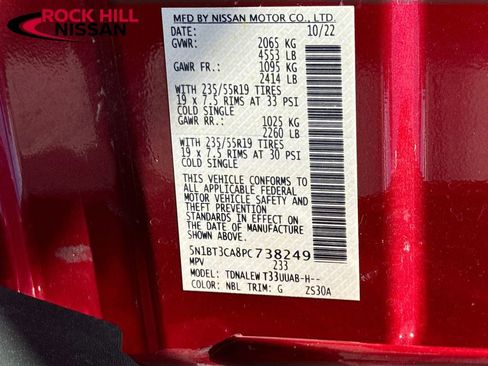 ROCK HILL
NISSAN
MFD BY NISSAN MOTOR CO., LTD.
DATE: 10/22
GVWR: 2065 KG
4553 LB
GAWR FR.: 1095 KG
2414 LB
WITH 235/55R19 TIRES
19 x 7.5 RIMS AT 33 PSI
COLD SINGLE
GAWR RR.: 1025 KG
2260 LB
WITH 235/55R19 TIRES
19 x 7.5 RIMS AT 30 PSI
COLD SINGLE
THIS VEHICLE CONFORMS TO
ALL APPLICABLE FEDERAL
MOTOR VEHICLE SAFETY AND
THEFT PREVENTION
STANDARDS IN EFFECT ON
THE DATE OF MANUFACTURE
SHOWN ABOVE.
5N1BT3CA8PC738249
MPV 233
MODEL: TDNALEW T33UUAB-H--
COLOR: NBL TRIM: G ZS30A